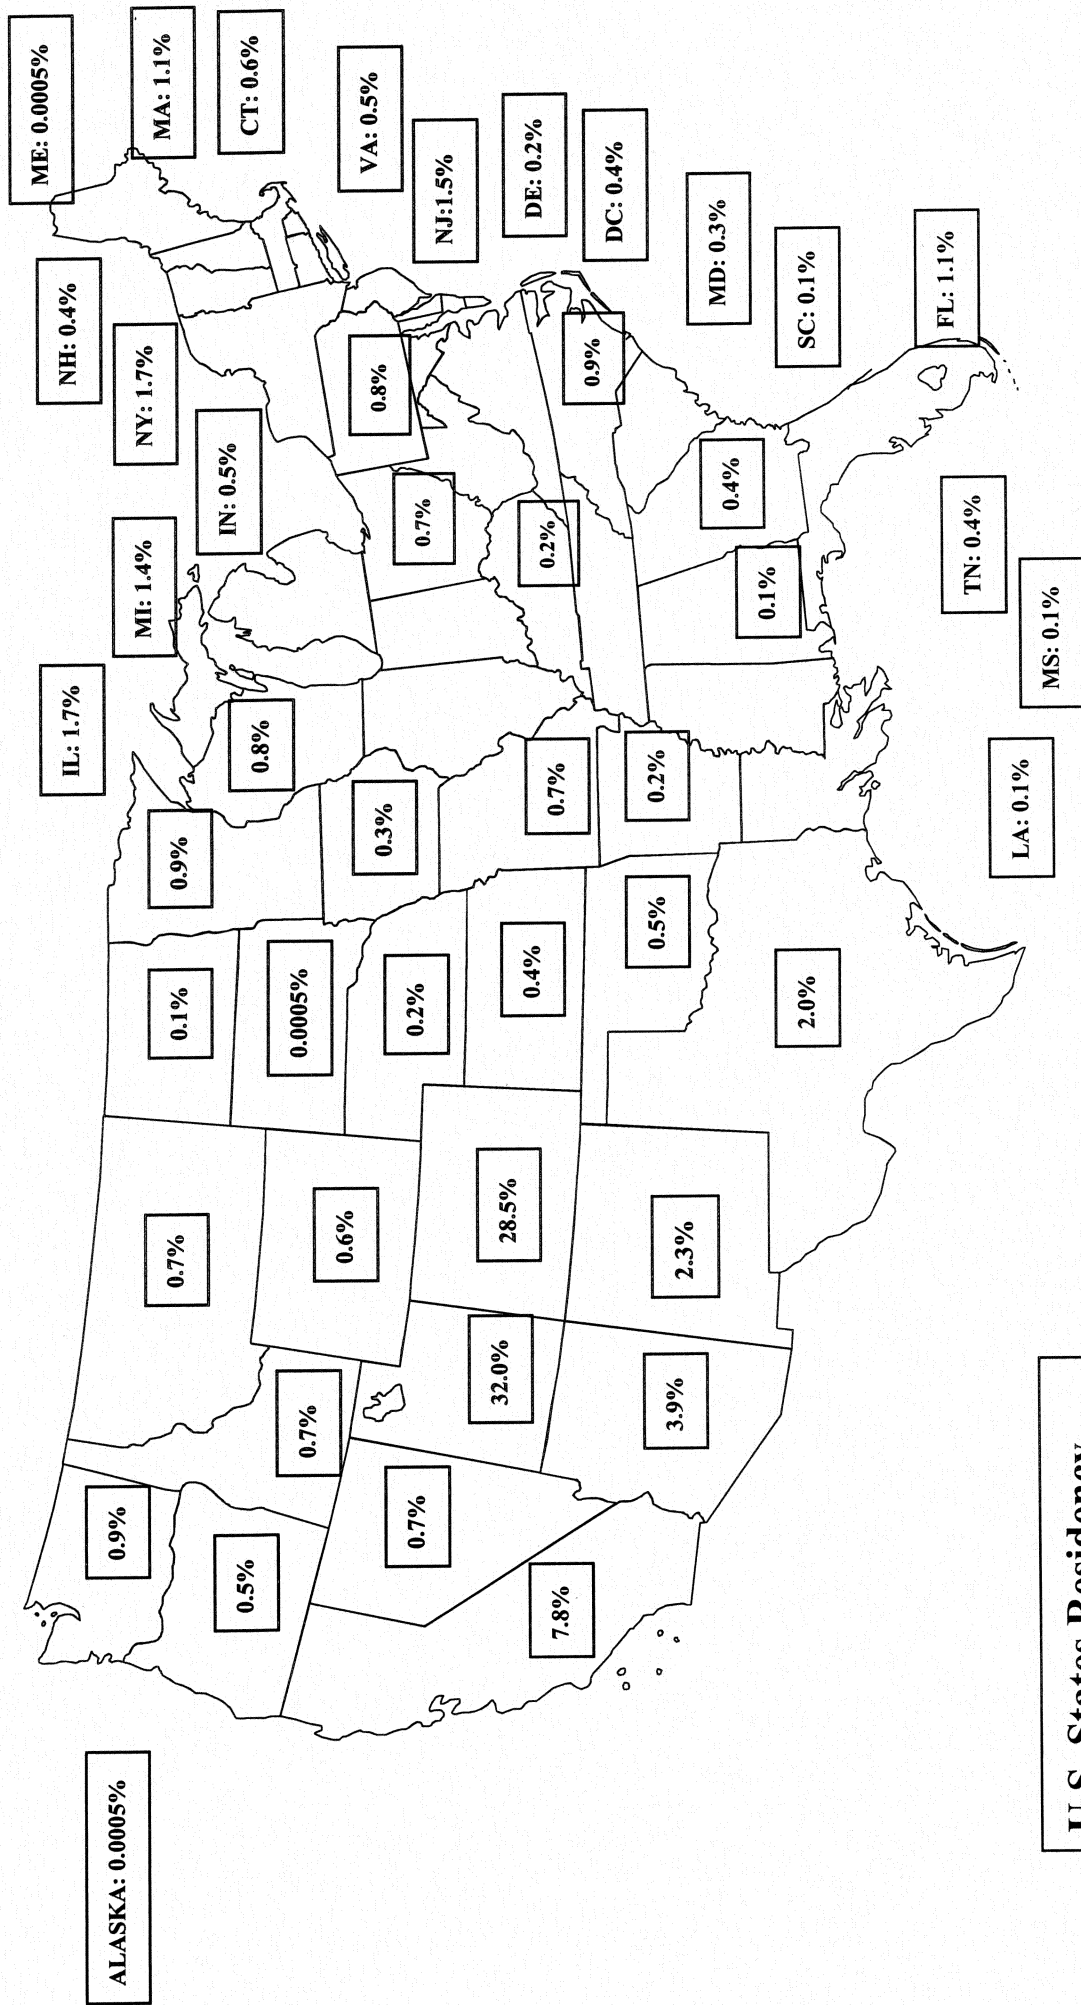 ALASKA: 0.0005%
0.9%
0.5%
0.7%
7.8%
0.7%
0.7%
32.0%
3.9%
0.6%
28.5%
2.3%
0.1%
0.0005%
0.2%
0.4%
0.5%
2.0%
0.9%
0.3%
0.7%
0.2%
0.8%
IL: 1.7%
MI: 1.4%
IN: 0.5%
NH: 0.4%
NY: 1.7%
ME: 0.0005%
MA: 1.1%
CT: 0.6%
VA: 0.5%
NJ:1.5%
DE: 0.2%
DC: 0.4%
MD: 0.3%
SC: 0.1%
FL: 1.1%
0.8%
0.7%
0.2%
0.9%
0.4%
0.1%
TN: 0.4%
MS: 0.1%
LA: 0.1%
U.S. States Residency